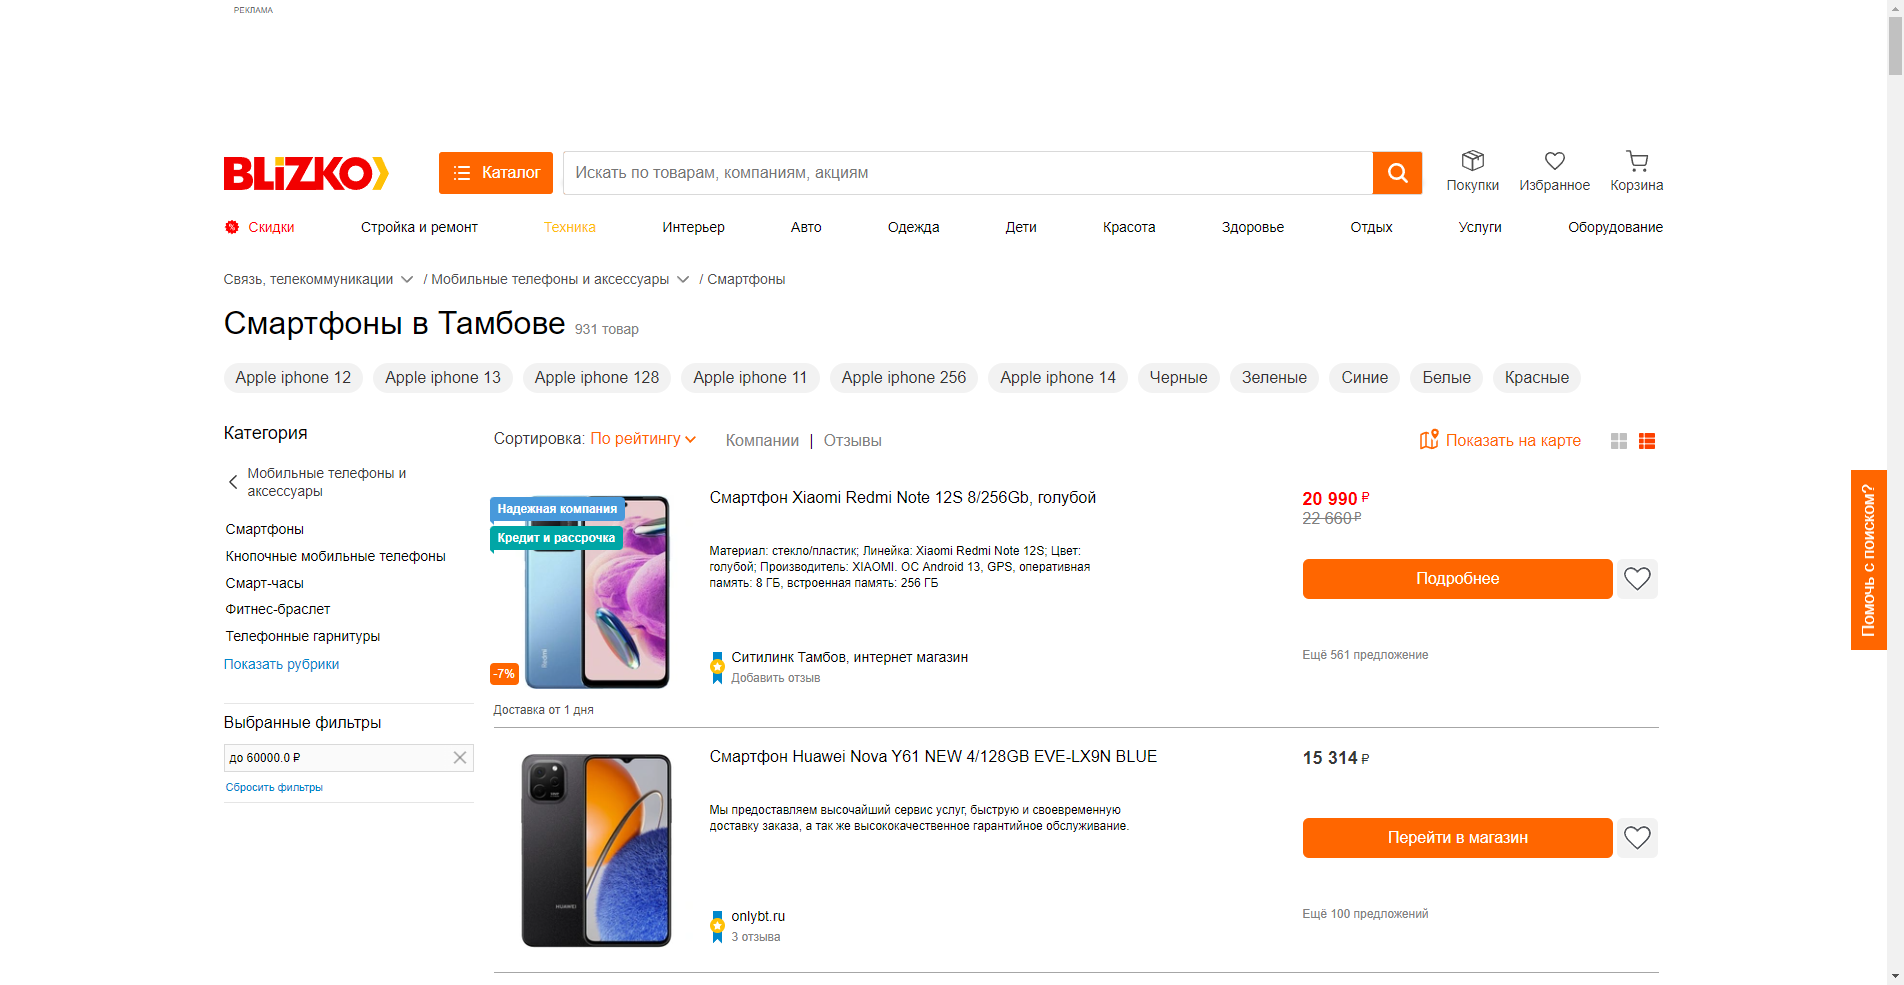 РЕКЛАМА
BLIZKO
Каталог
Искать по товарам, компаниям, акциям
Покупки
Избранное
Корзина
Скидки
Стройка и ремонт
Техника
Интерьер
Авто
Одежда
Дети
Красота
Здоровье
Отдых
Услуги
Оборудование
Связь, телекоммуникации / Мобильные телефоны и аксессуары / Смартфоны
Смартфоны в Тамбове 931 товар
Apple iphone 12
Apple iphone 13
Apple iphone 128
Apple iphone 11
Apple iphone 256
Apple iphone 14
Черные
Зеленые
Синие
Белые
Красные
Категория
Мобильные телефоны и
аксессуары
Смартфоны
Кнопочные мобильные телефоны
Смарт-часы
Фитнес-браслет
Телефонные гарнитуры
Показать рубрики
Выбранные фильтры
до 60000.0 ₽
Сбросить фильтры
Сортировка: По рейтингу
Компании | Отзывы
Показать на карте
Надежная компания
Кредит и рассрочка
Redmi
-7%
Доставка от 1 дня
Смартфон Xiaomi Redmi Note 12S 8/256Gb, голубой
Материал: стекло/пластик; Линейка: Xiaomi Redmi Note 12S; Цвет:
голубой; Производитель: XIAOMI. ОС Android 13, GPS, оперативная
память: 8 ГБ, встроенная память: 256 ГБ
Ситилинк Тамбов, интернет магазин
Добавить отзыв
20 990 ₽
22 660 ₽
Подробнее
Ещё 561 предложение
HUAWEI
Смартфон Huawei Nova Y61 NEW 4/128GB EVE-LX9N BLUE
Мы предоставляем высочайший сервис услуг, быструю и своевременную
доставку заказа, а так же высококачественное гарантийное обслуживание.
onlybt.ru
3 отзыва
15 314 ₽
Перейти в магазин
Ещё 100 предложений
Помочь с поиском?